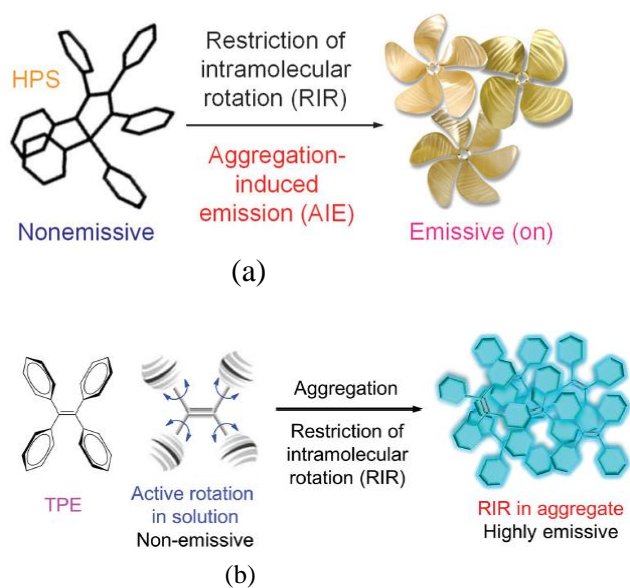 HPS
Restriction of
intramolecular
rotation (RIR)
Aggregation-
induced
emission (AIE)
Nonemissive
Emissive (on)
(a)
TPE
Active rotation
in solution
Non-emissive
Aggregation
Restriction of
intramolecular
rotation (RIR)
RIR in aggregate
Highly emissive
(b)